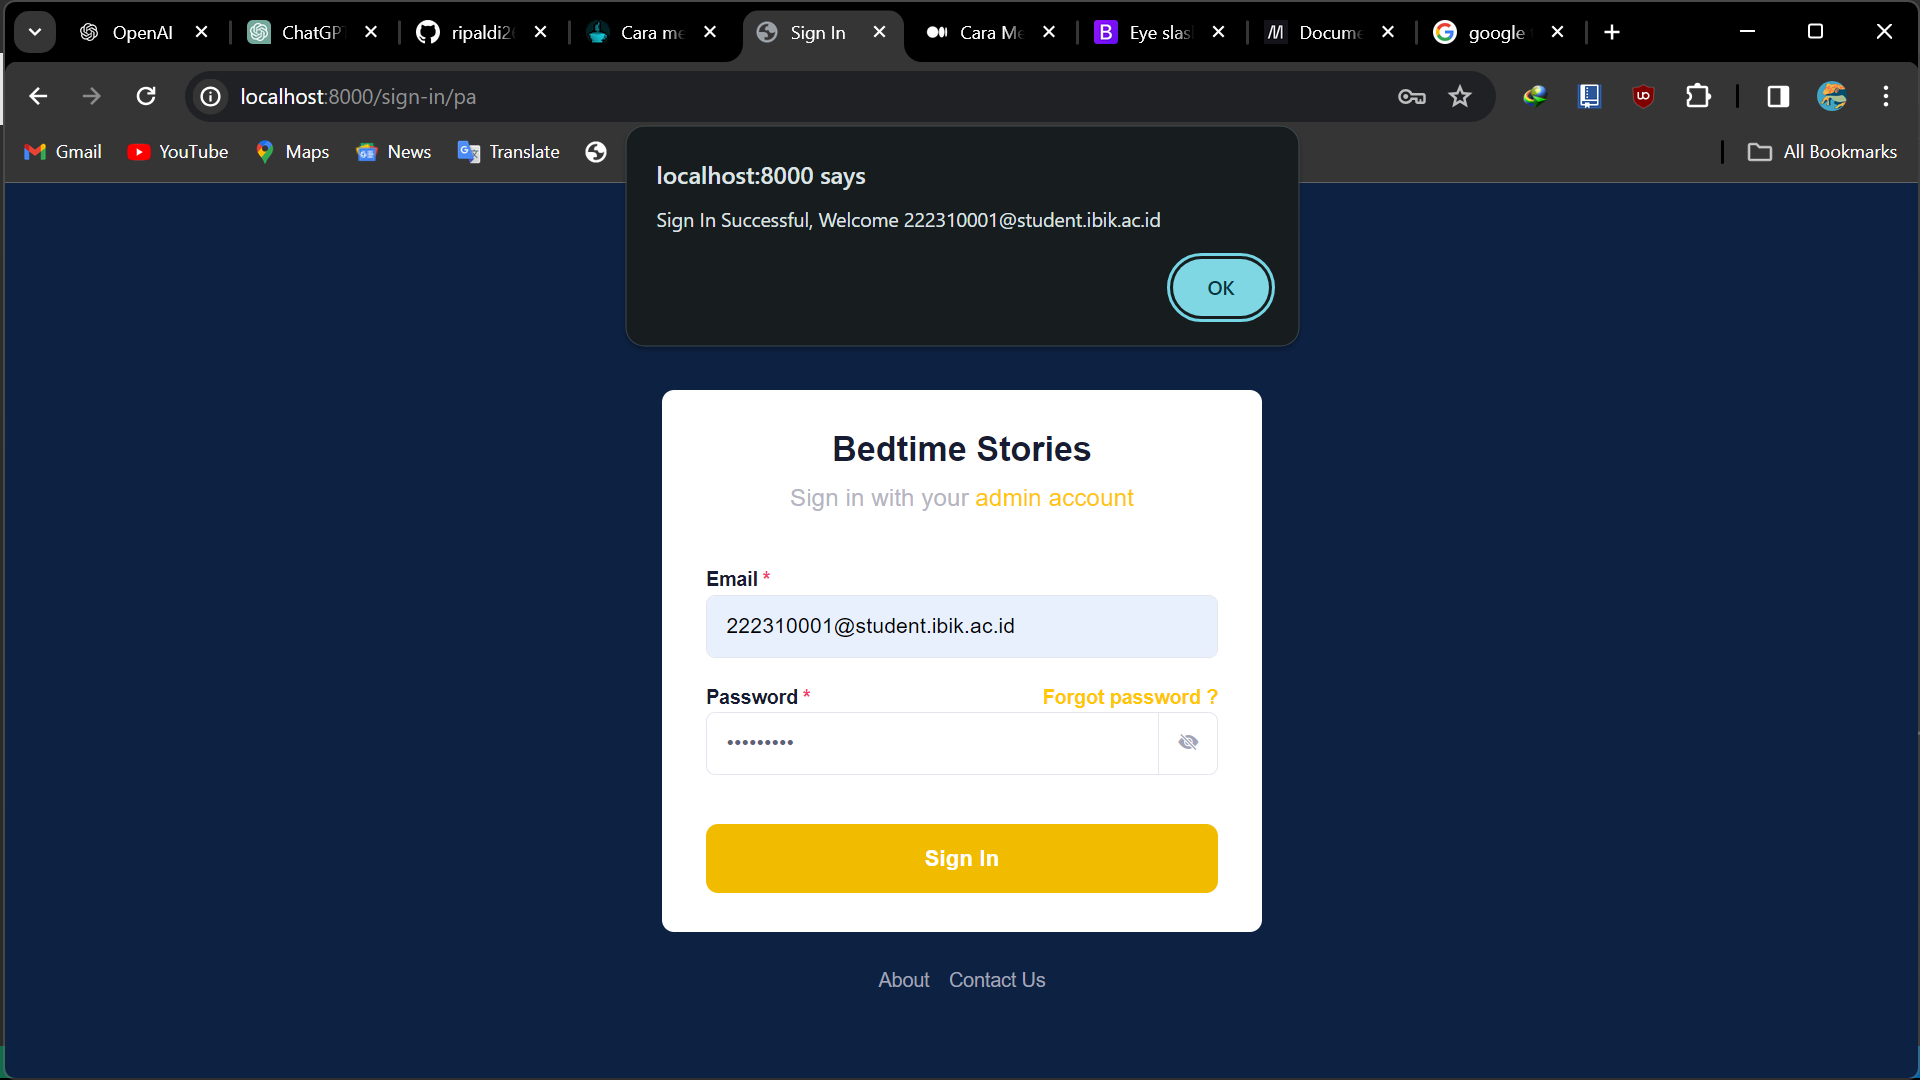 OpenAI
ChatGPT
ripaldi20
Cara me
Sign In
Cara Me
Eye slas
Docume
google
localhost:8000/sign-in/pa
Gmail
YouTube
Maps
News
Translate
All Bookmarks
localhost:8000 says
Sign In Successful, Welcome 222310001@student.ibik.ac.id
OK
Bedtime Stories
Sign in with your admin account
Email *
222310001@student.ibik.ac.id
Password *
Forgot password ?
Sign In
About
Contact Us